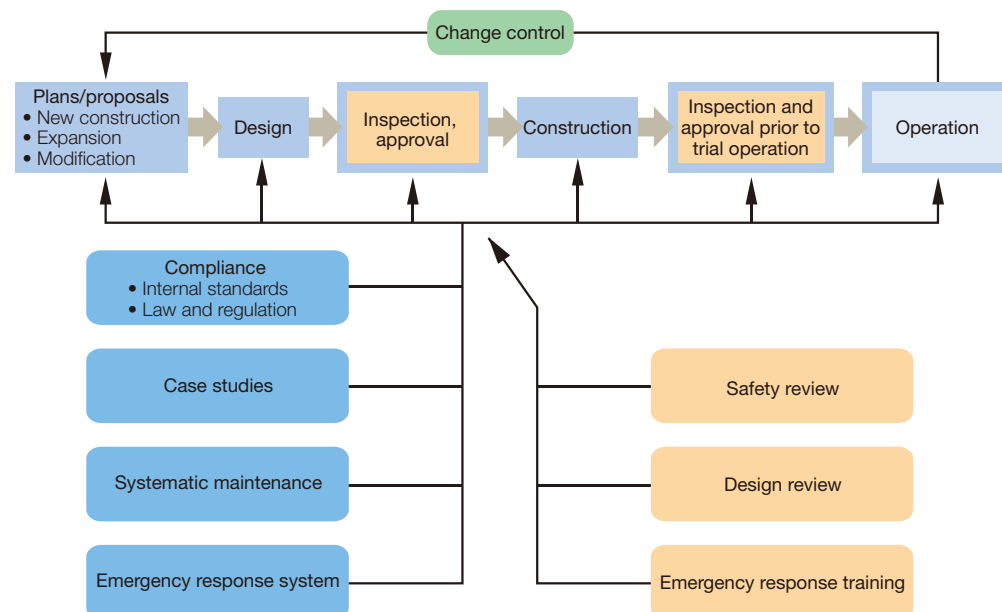 Change control
Plans/proposals
• New construction
• Expansion
• Modification
Design
Inspection,
approval
Construction
Inspection and
approval prior to
trial operation
Operation
Compliance
• Internal standards
• Law and regulation
Case studies
Systematic maintenance
Emergency response system
Safety review
Design review
Emergency response training